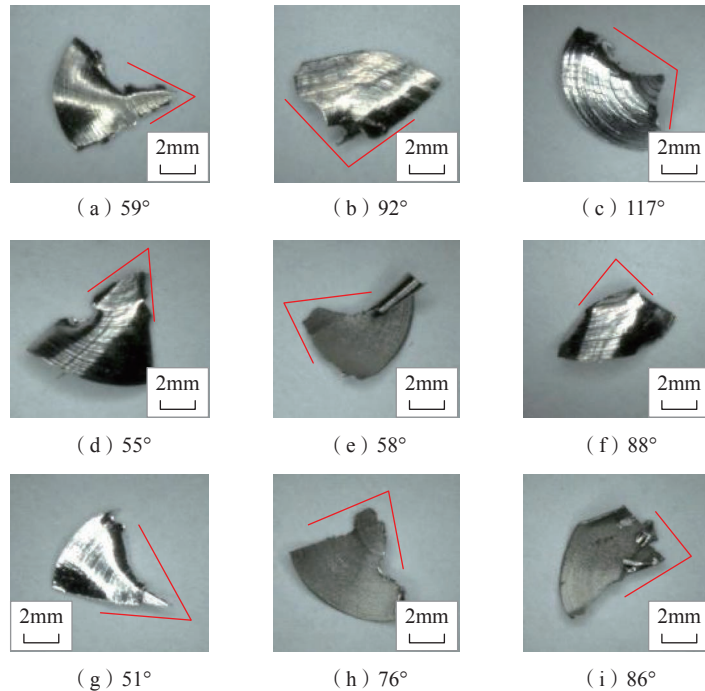 2mm
2mm
2mm
(a) 59°
(b) 92°
(c) 117°
2mm
2mm
2mm
(d) 55°
(e) 58°
(f) 88°
2mm
2mm
2mm
(g) 51°
(h) 76°
(i) 86°